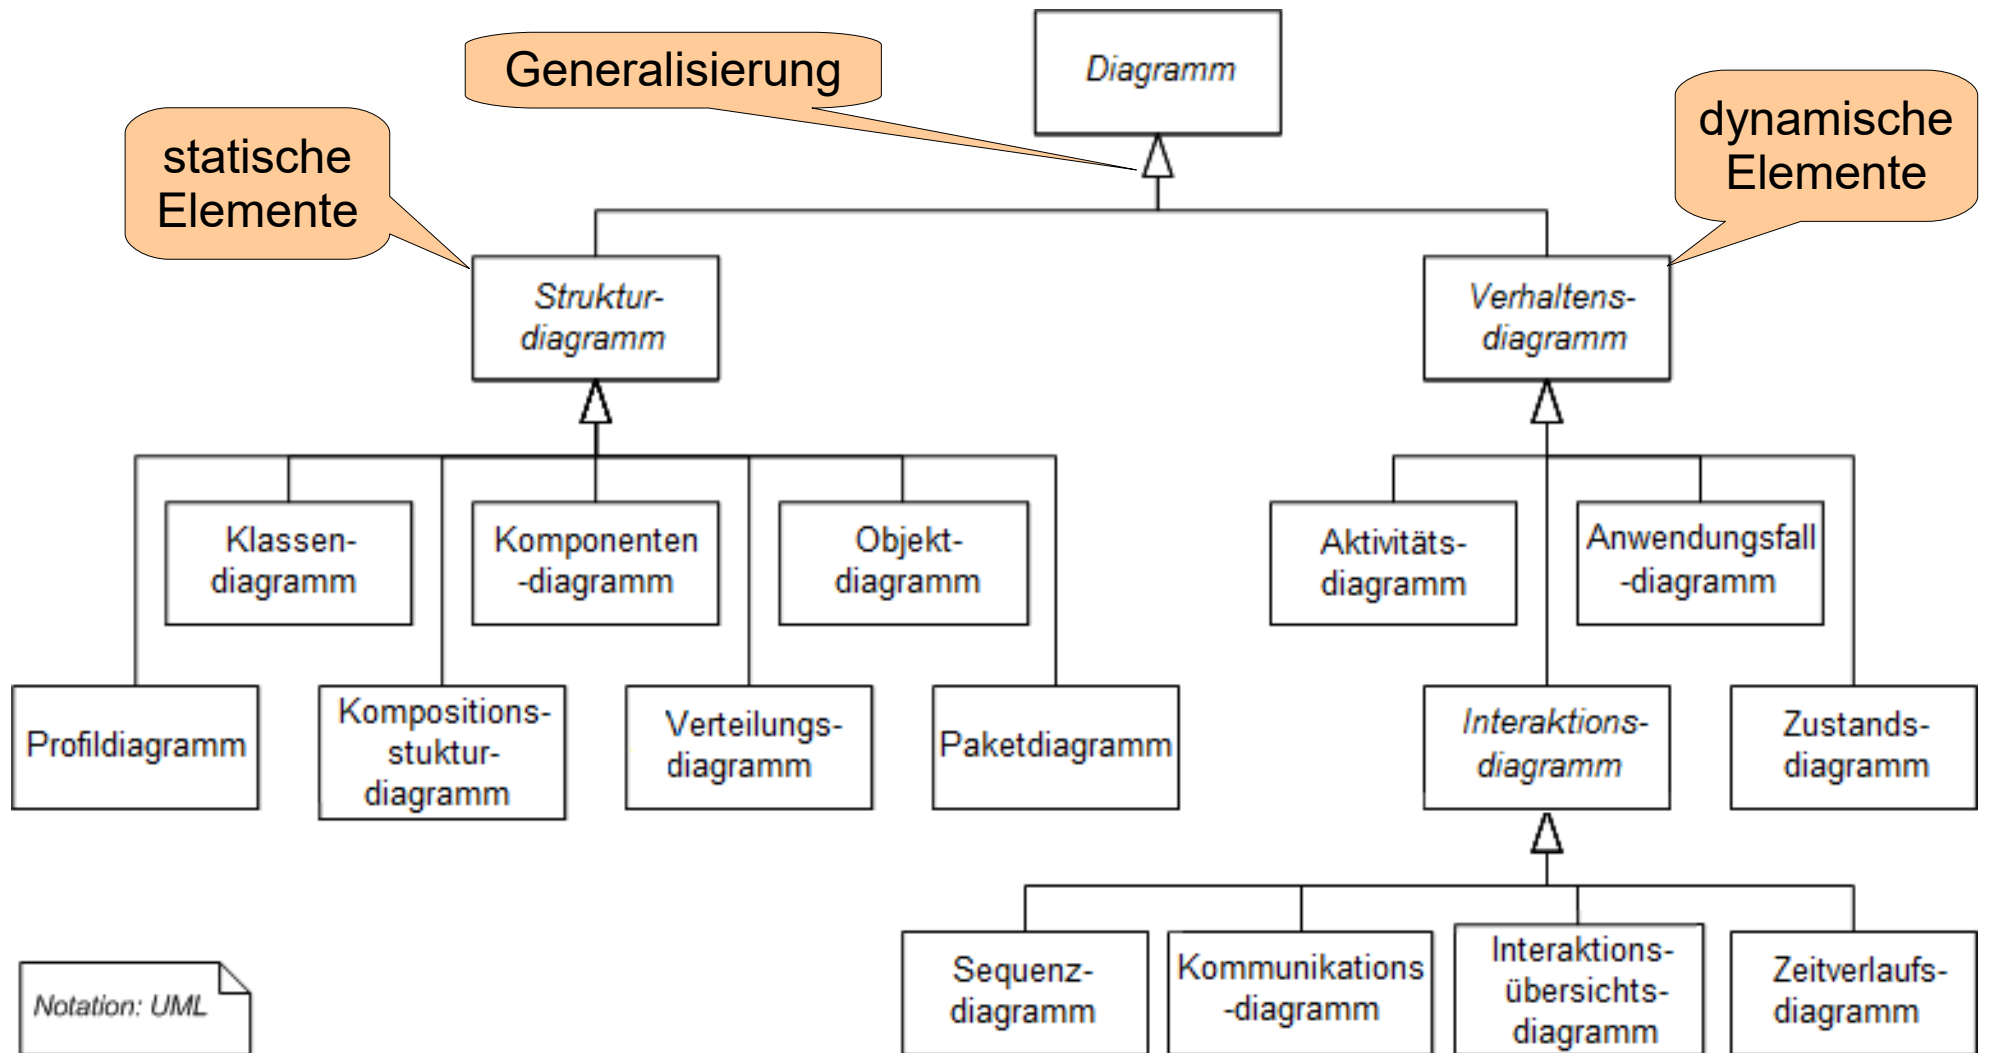 Generalisierung
Diagramm
statische
Elemente
dynamische
Elemente
Struktur-
diagramm
Verhaltens-
diagramm
Klassen-
diagramm
Komponenten
-diagramm
Objekt-
diagramm
Aktivitäts-
diagramm
Anwendungsfall
-diagramm
Profildiagramm
Kompositions-
stuktur-
diagramm
Verteilungs-
diagramm
Paketdiagramm
Interaktions-
diagramm
Zustands-
diagramm
Sequenz-
diagramm
Kommunikations
-diagramm
Interaktions-
übersichts-
diagramm
Zeitverlaufs-
diagramm
Notation: UML